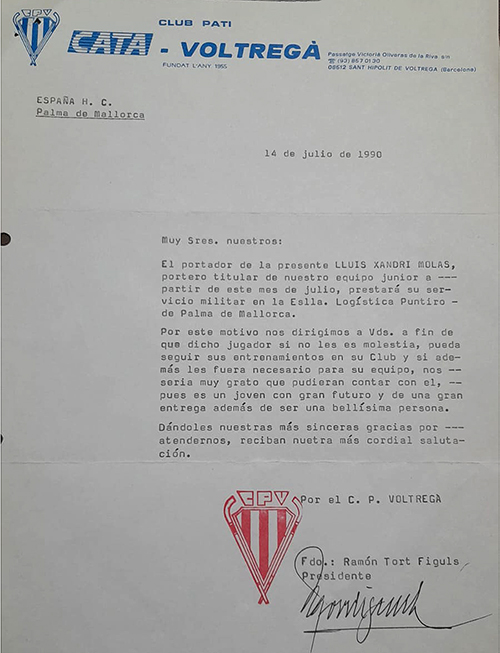 CPV
CLUB PATI
CATA - VOLTREGÀ
FUNDAT L'ANY 1955
Passatge Victorià Oliveras de la Riva, s/n
☎ (93) 857 01 30
08512 SANT HIPOLIT DE VOLTREGA (Barcelona)
ESPAÑA H. C.
Palma de Mallorca
14 de julio de 1990
Muy Sres. nuestros:
El portador de la presente LLUIS XANDRI MOLAS,
portero titular de nuestro equipo junior a ---
partir de este mes de julio, prestará su ser-
vicio militar en la Eslla. Logística Puntiro -
de Palma de Mallorca.
Por este motivo nos dirigimos a Vds. a fin de
que dicho jugador si no les es molestia, pueda
seguir sus entrenamientos en su Club y si ade-
más les fuera necesario para su equipo, nos --
seria muy grato que pudieran contar con el, --
pues es un joven con gran futuro y de una gran
entrega además de ser una bellísima persona.
Dándoles nuestras más sinceras gracias por ---
atendernos, reciban nuetra más cordial saluta-
ción.
CPV
Por el C. P. VOLTREGÀ
Fdo.: Ramón Tort Figuls
Presidente